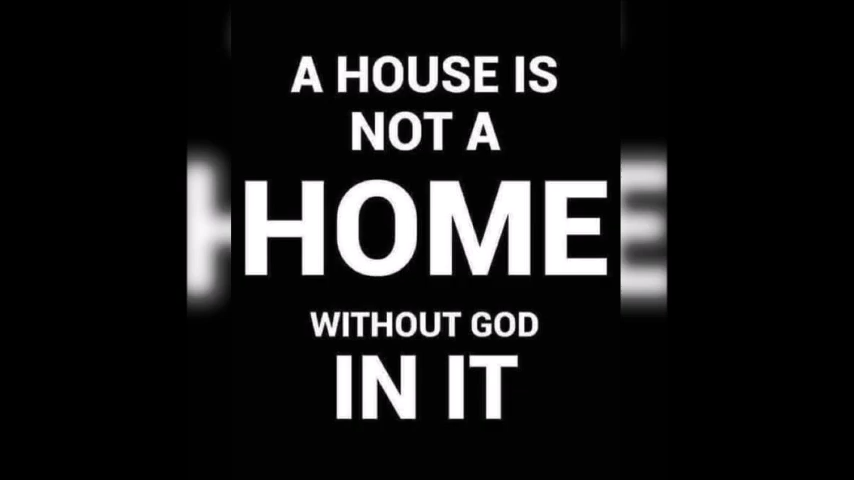 A HOUSE IS
NOT A
HOME
WITHOUT GOD
IN IT